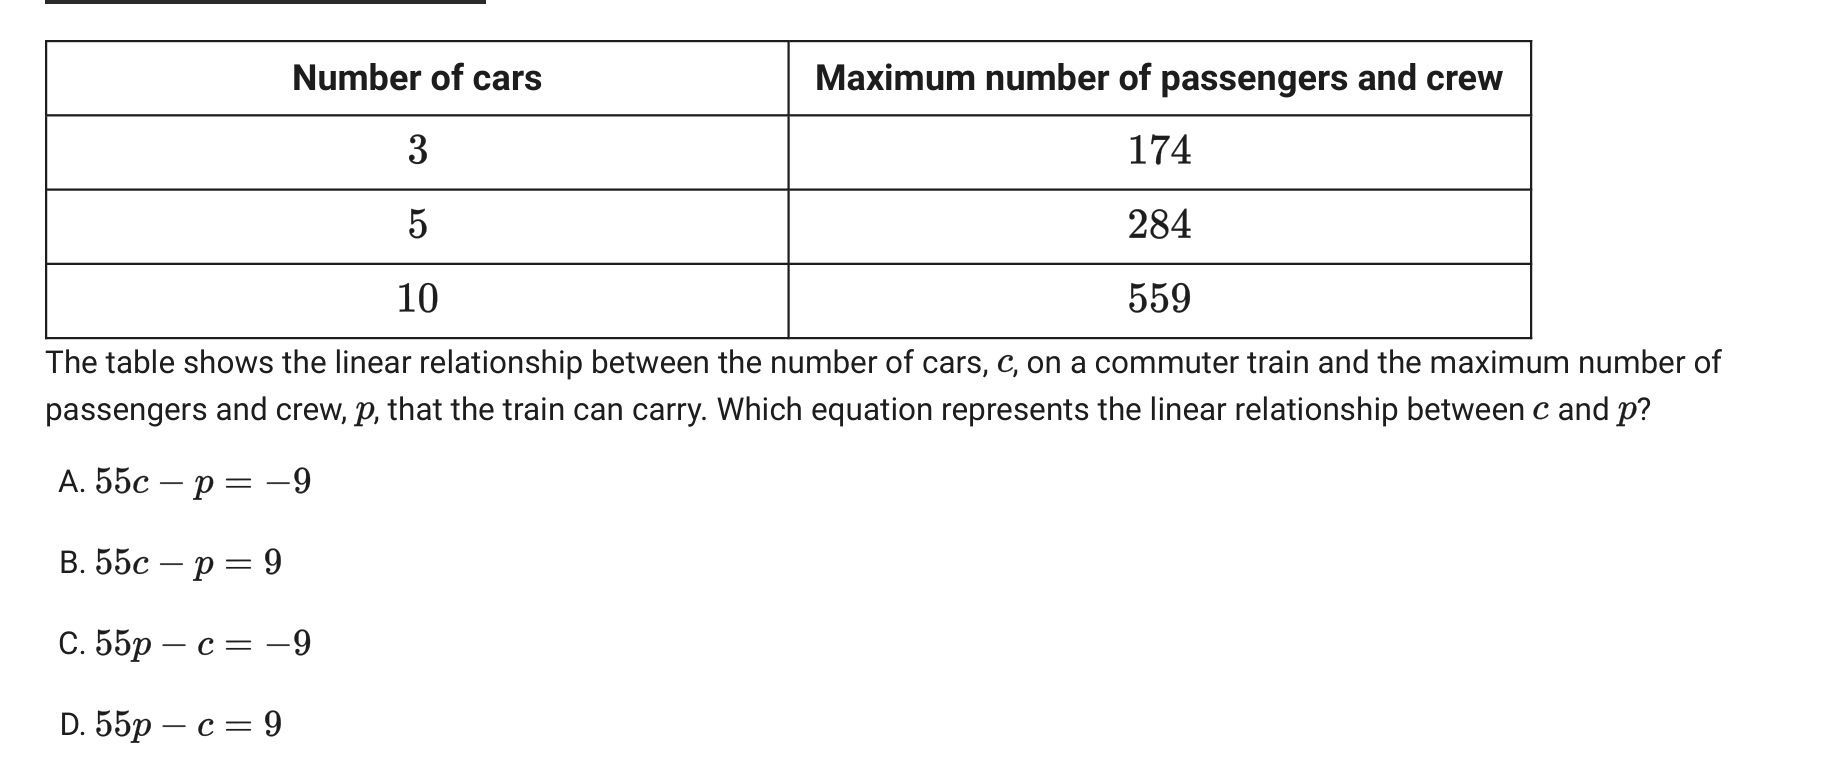 Number of cars Maximum number of passengers and crew
3 174
5 284
10 559
The table shows the linear relationship between the number of cars, c, on a commuter train and the maximum number of
passengers and crew, p, that the train can carry. Which equation represents the linear relationship between c and p?
A. 55c − p = −9
B. 55c − p = 9
C. 55p − c = −9
D. 55p − c = 9